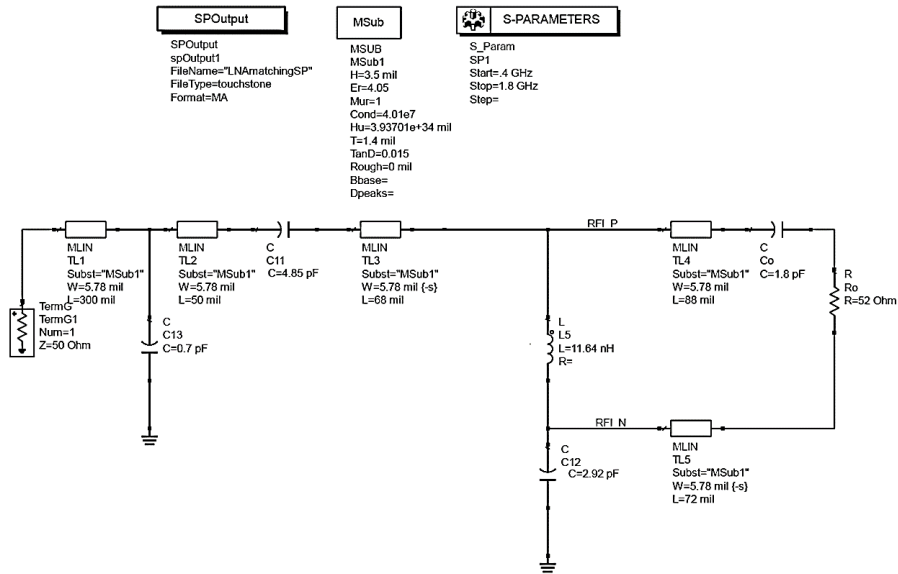 SPOutput
SPOutput
spOutput1
FileName="LNAmatchingSP"
FileType=touchstone
Format=MA
MSub
MSUB
MSub1
H=3.5 mil
Er=4.05
Mur=1
Cond=4.01e7
Hu=3.93701e+34 mil
T=1.4 mil
TanD=0.015
Rough=0 mil
Bbase=
Dpeaks=
S-PARAMETERS
S_Param
SP1
Start=.4 GHz
Stop=1.8 GHz
Step=
MLIN
TL1
Subst="MSub1"
W=5.78 mil
L=300 mil
MLIN
TL2
Subst="MSub1"
W=5.78 mil
L=50 mil
C
C11
C=4.85 pF
MLIN
TL3
Subst="MSub1"
W=5.78 mil {-s}
L=68 mil
RFI_P
MLIN
TL4
Subst="MSub1"
W=5.78 mil
L=88 mil
C
Co
C=1.8 pF
R
Ro
R=52 Ohm
TermG
TermG1
Num=1
Z=50 Ohm
C
C13
C=0.7 pF
L
L5
L=11.64 nH
R=
RFI_N
MLIN
TL5
Subst="MSub1"
W=5.78 mil {-s}
L=72 mil
C
C12
C=2.92 pF